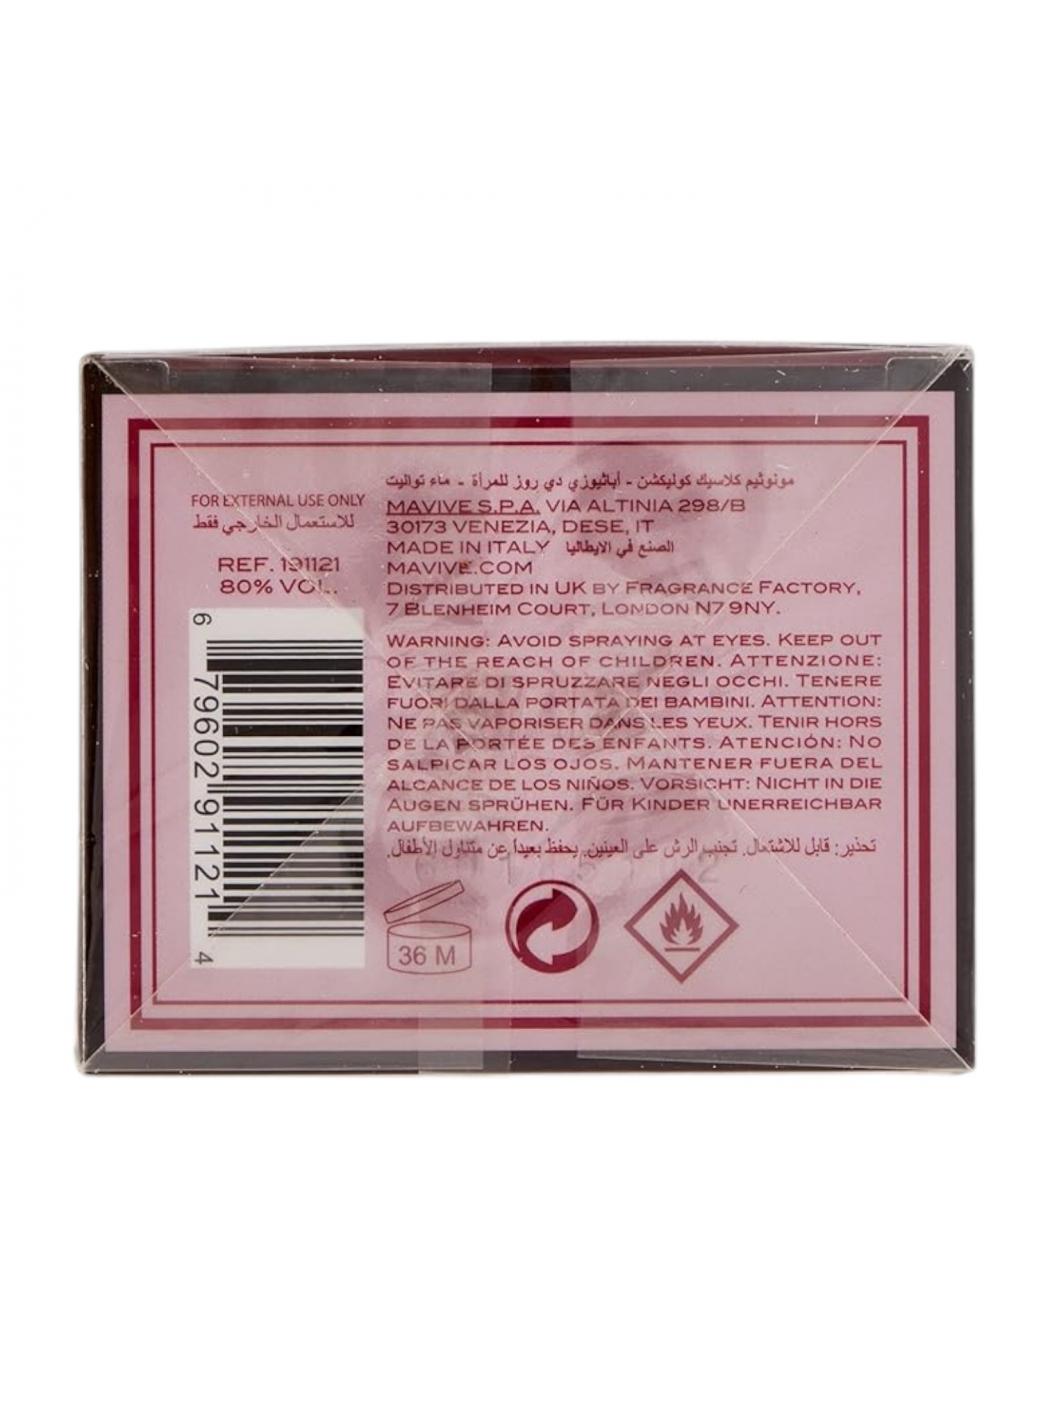 FOR EXTERNAL USE ONLY
للاستعمال الخارجي فقط
REF. 191121
80% VOL.
6 79602 91121 4
مونوثيم كلاسيك كوليكشن - أباثيوزي دي روز للمرأة - ماء تواليت
MAVIVE S.P.A. VIA ALTINIA 298/B
30173 VENEZIA, DESE, IT
MADE IN ITALY الصنع في الايطاليا
MAVIVE.COM
DISTRIBUTED IN UK BY FRAGRANCE FACTORY,
7 BLENHEIM COURT, LONDON N7 9NY.
WARNING: AVOID SPRAYING AT EYES. KEEP OUT
OF THE REACH OF CHILDREN. ATTENZIONE:
EVITARE DI SPRUZZARE NEGLI OCCHI. TENERE
FUORI DALLA PORTATA DEI BAMBINI. ATTENTION:
NE PAS VAPORISER DANS LES YEUX. TENIR HORS
DE LA PORTÉE DES ENFANTS. ATENCIÓN: NO
SALPICAR LOS OJOS. MANTENER FUERA DEL
ALCANCE DE LOS NIÑOS. VORSICHT: NICHT IN DIE
AUGEN SPRÜHEN. FÜR KINDER UNERREICHBAR
AUFBEWAHREN.
تحذير: قابل للاشتعال. تجنب الرش على العينين. يحفظ بعيداً عن متناول الأطفال.
36 M